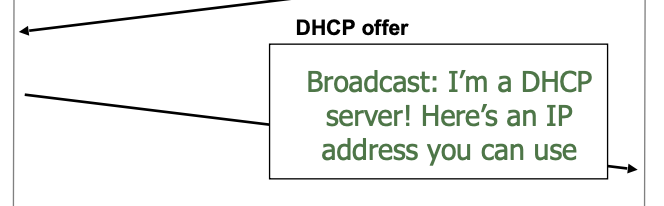 DHCP offer
Broadcast: I’m a DHCP
server! Here’s an IP
address you can use